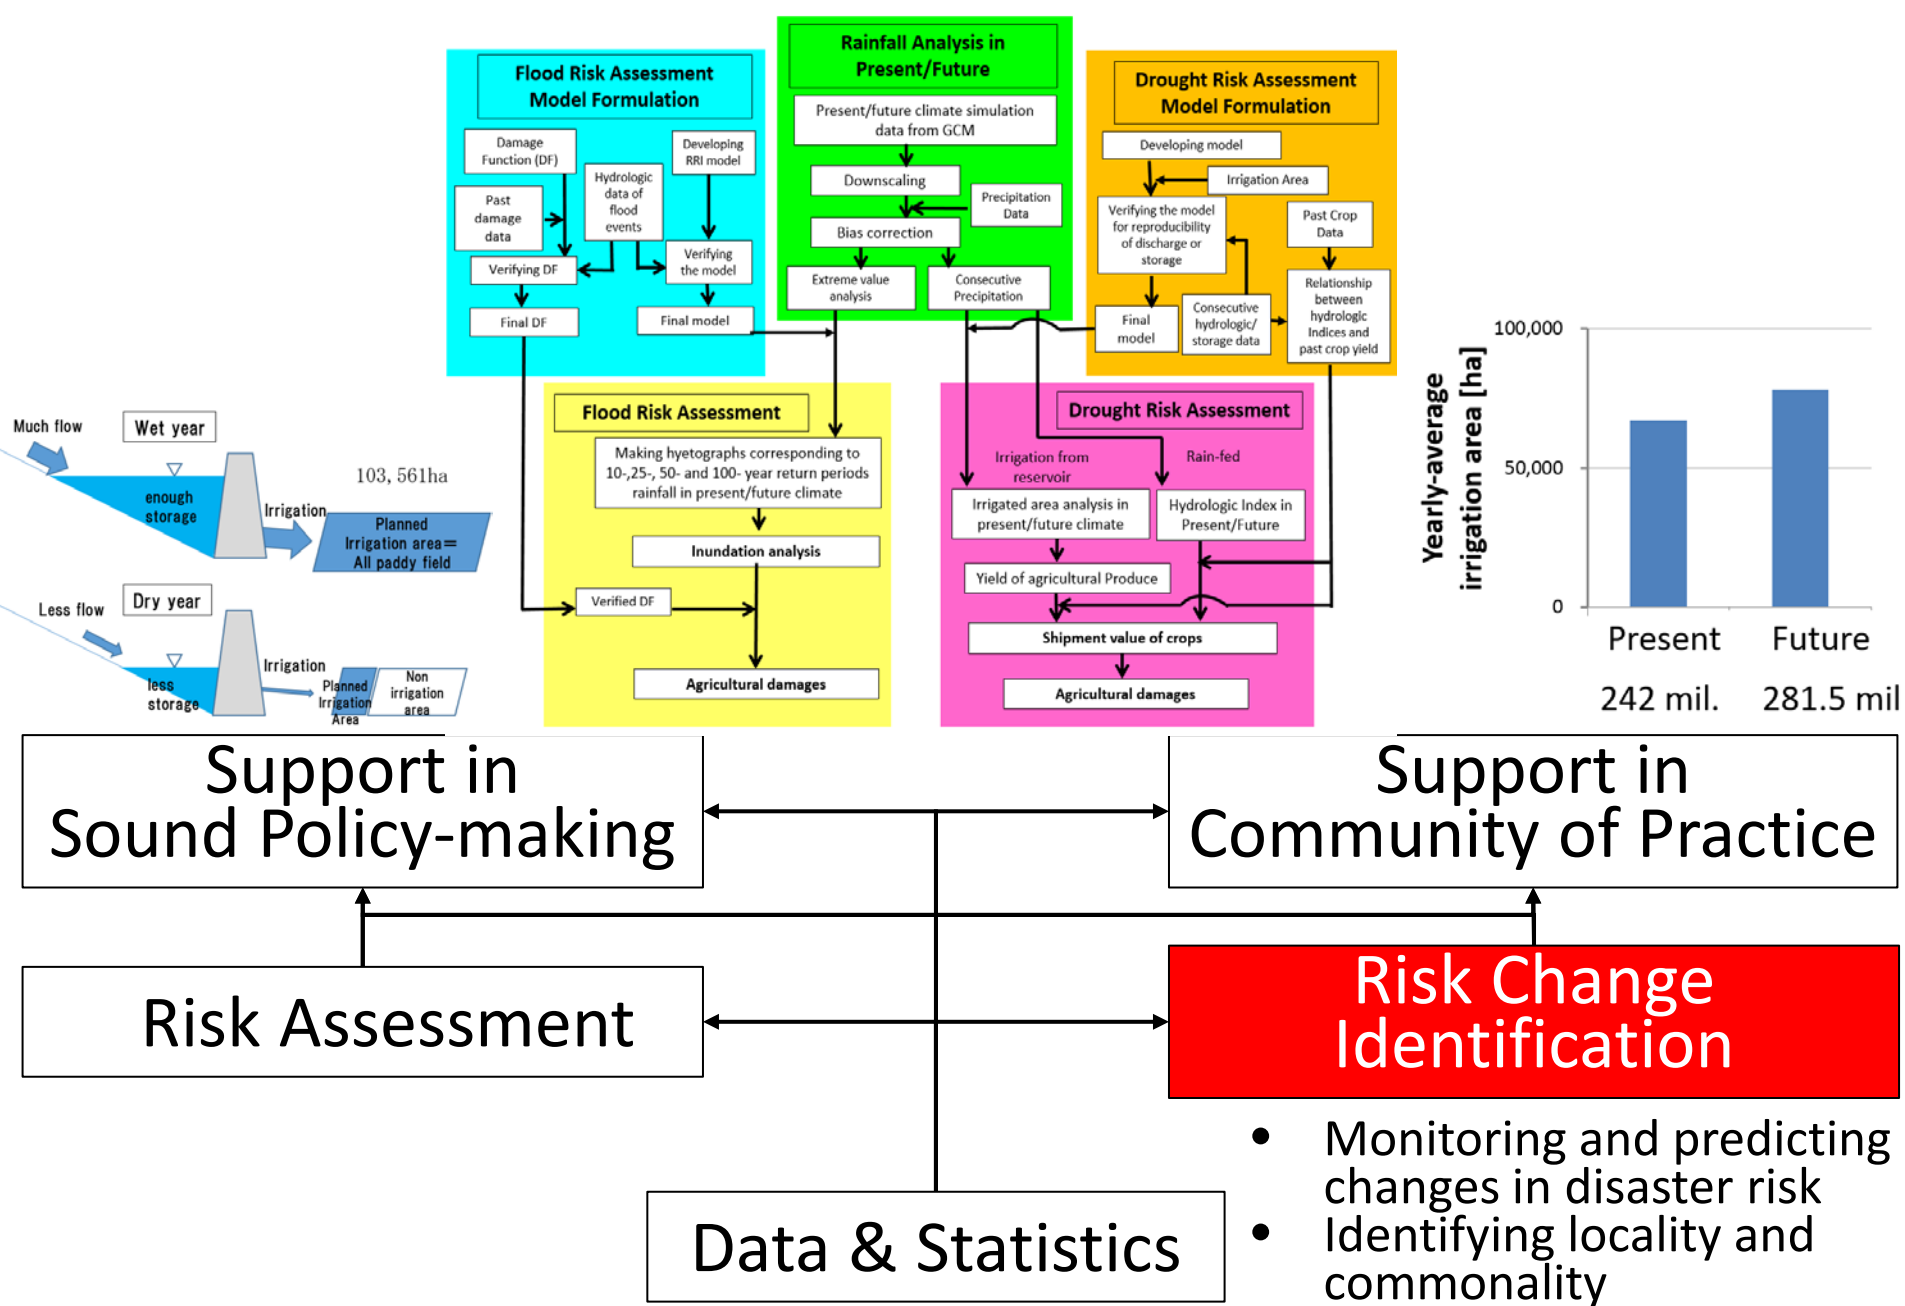 Flood Risk Assessment
Model Formulation
Damage
Function (DF)
Developing
RRI model
Hydrologic
data of
flood
events
Past
damage
data
Verifying DF
Verifying
the model
Final DF
Final model
Rainfall Analysis in
Present/Future
Present/future climate simulation
data from GCM
Downscaling
Precipitation
Data
Bias correction
Extreme value
analysis
Consecutive
Precipitation
Drought Risk Assessment
Model Formulation
Developing model
Irrigation Area
Verifying the model
for reproducibility
of discharge or
storage
Past Crop
Data
Relationship
between
hydrologic
Indices and
past crop yield
Final
model
Consecutive
hydrologic/
storage data
Flood Risk Assessment
Making hyetographs corresponding to
10-,25-, 50- and 100- year return periods
rainfall in present/future climate
Inundation analysis
Verified DF
Agricultural damages
Drought Risk Assessment
Irrigation from
reservoir
Rain-fed
Irrigated area analysis in
present/future climate
Hydrologic Index in
Present/Future
Yield of agricultural Produce
Shipment value of crops
Agricultural damages
Much flow
Wet year
103,561ha
enough
storage
Irrigation
Planned
Irrigation area=
All paddy field
Less flow
Dry year
less
storage
Irrigation
Planned
Irrigation
Area
Non
irrigation
area
Yearly-average
irrigation area [ha]
100,000
50,000
0
Present
Future
242 mil.
281.5 mil
Support in
Sound Policy-making
Support in
Community of Practice
Risk Assessment
Risk Change
Identification
• Monitoring and predicting
changes in disaster risk
• Identifying locality and
commonality
Data & Statistics